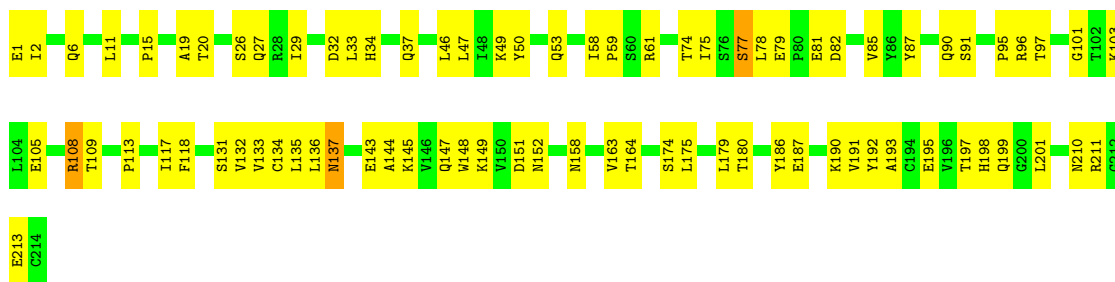 E1 I2 Q6 L11 P15 A19 T20 S26 Q27 R28 I29 D32 L33 H34 Q37 L46 L47 I48 K49 Y50 Q53 I58 P59 S60 R61 T74 I75 S76 S77 L78 E79 P80 E81 D82 V85 Y86 Y87 Q90 S91 P95 R96 T97 G101 T102 K103
L104 E105 R108 T109 P113 I117 F118 S131 V132 V133 C134 L135 L136 N137 E143 A144 K145 V146 Q147 W148 K149 V150 D151 N152 N158 V163 T164 S174 L175 L179 T180 Y186 E187 K190 V191 Y192 A193 C194 E195 V196 T197 H198 Q199 G200 L201 N210 R211 G212
E213 C214